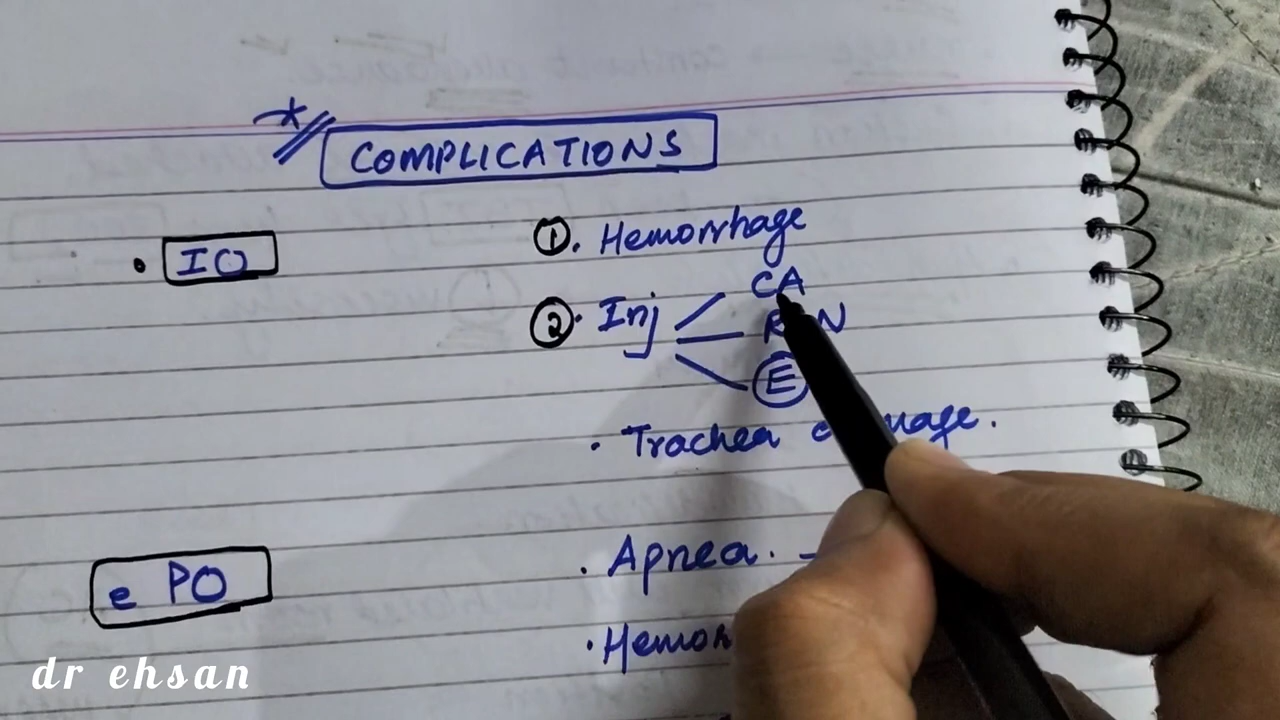 COMPLICATIONS
• IO
①. Hemorrhage
②. Inj
CA
E
. Trachea
e PO
. Apnea. -
dr ehsan